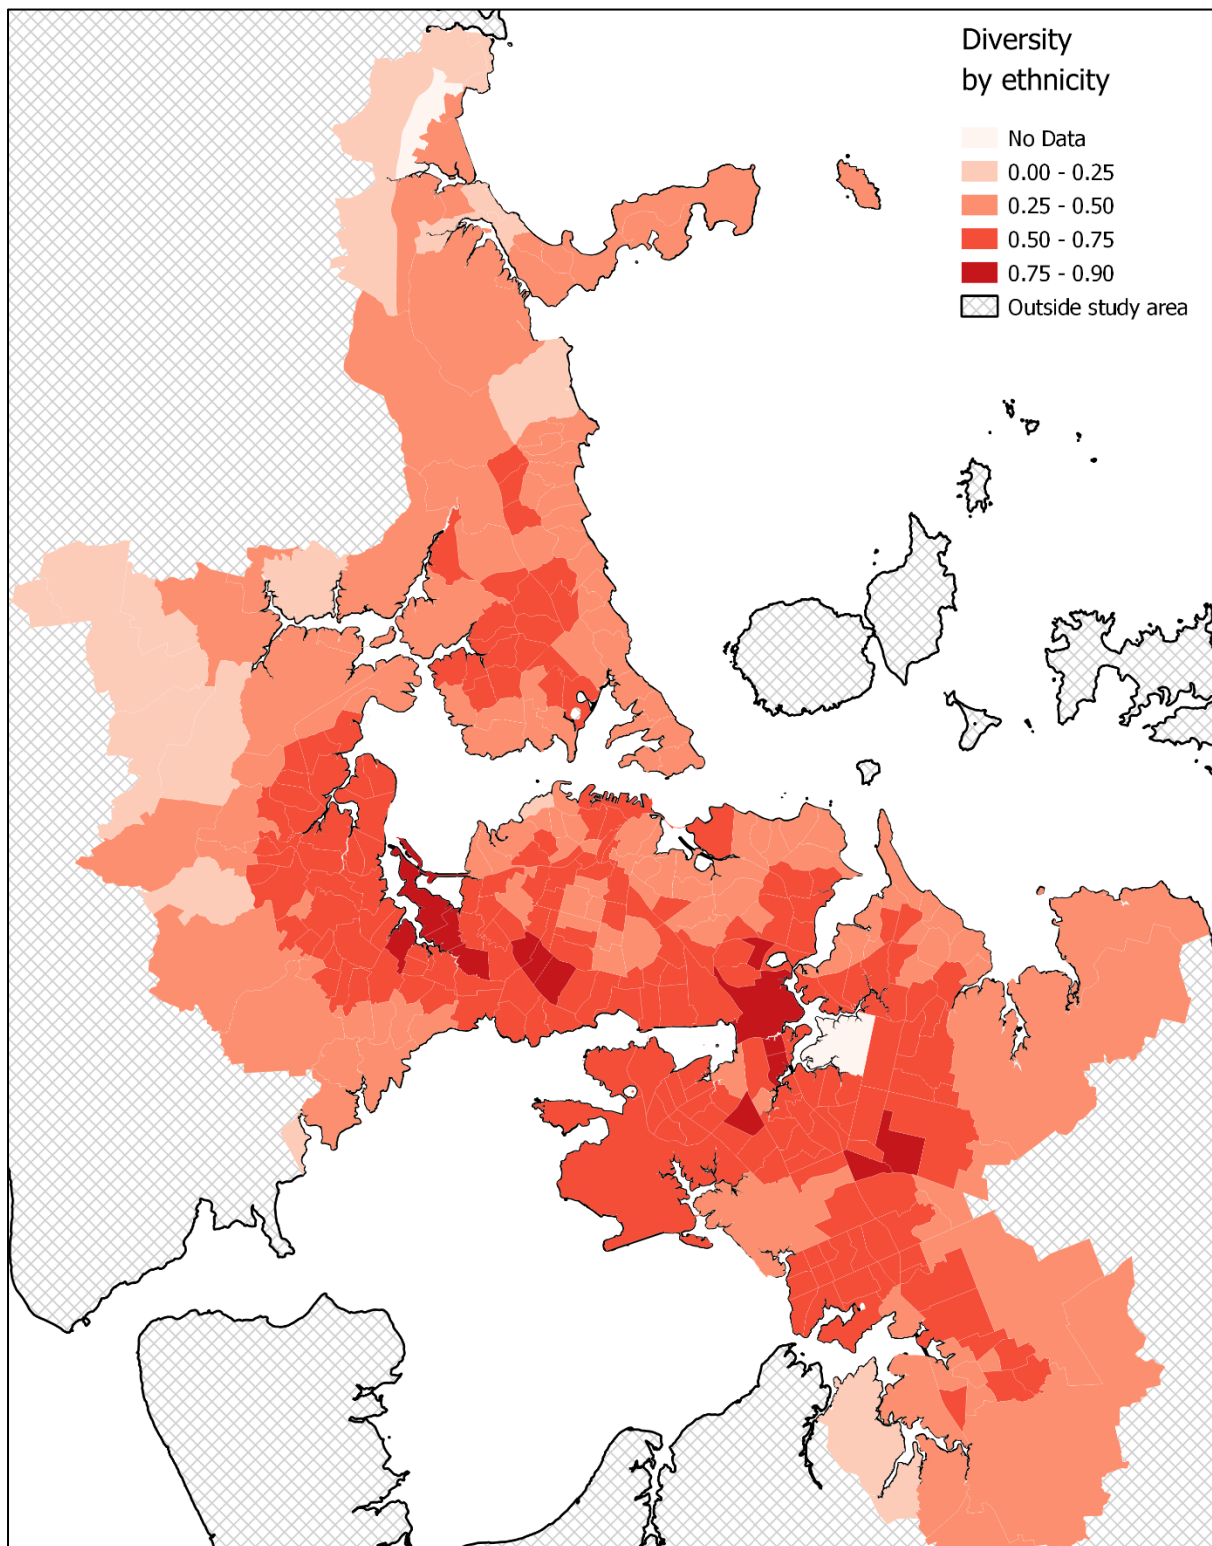 Diversity
by ethnicity
No Data
0.00 - 0.25
0.25 - 0.50
0.50 - 0.75
0.75 - 0.90
Outside study area